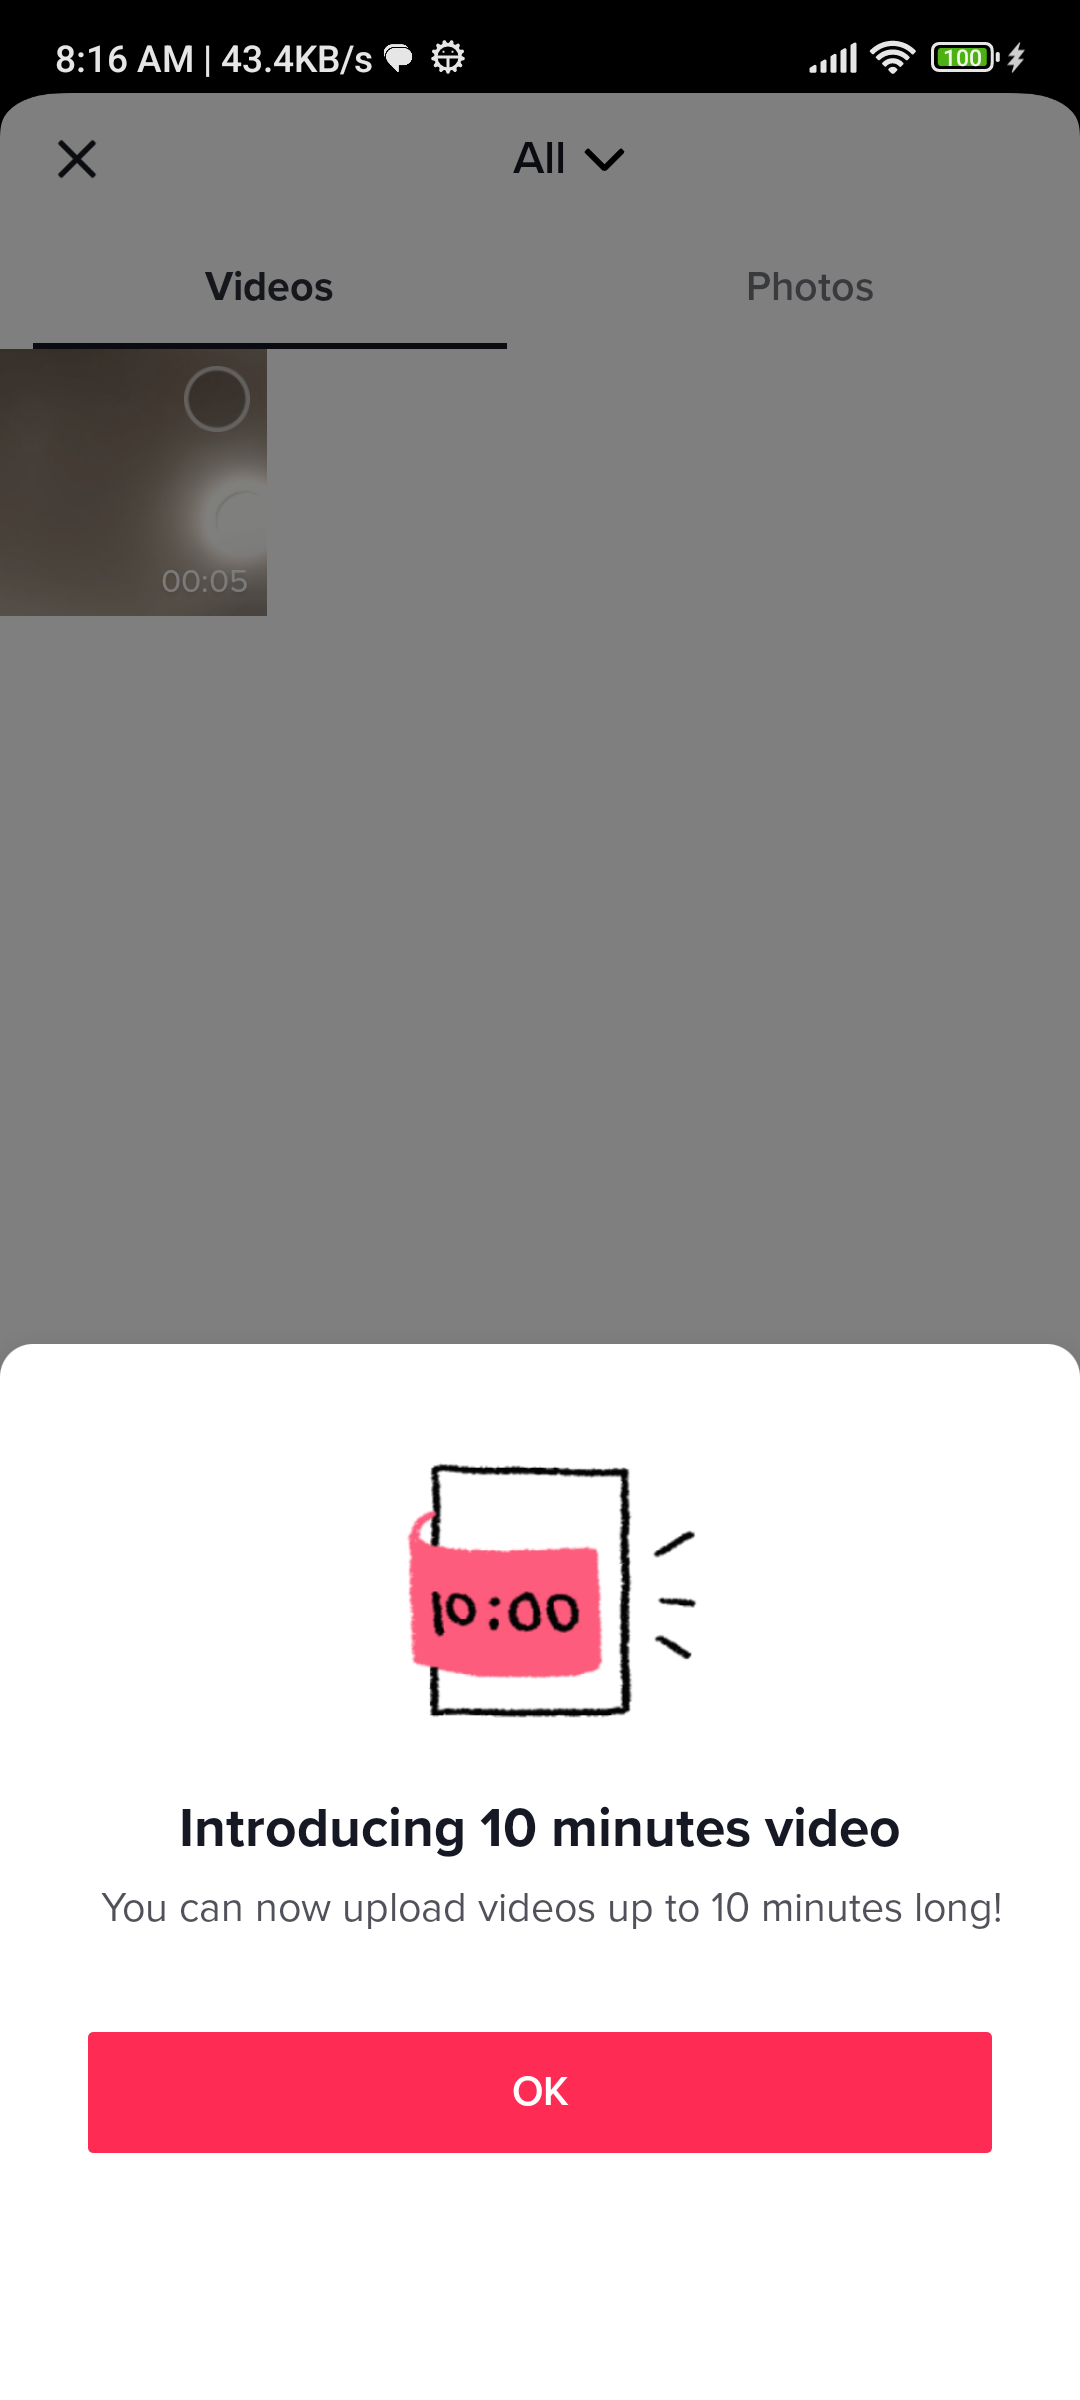 8:16 AM | 43.4KB/s
100
All
Videos
Photos
00:05
10:00
Introducing 10 minutes video
You can now upload videos up to 10 minutes long!
OK